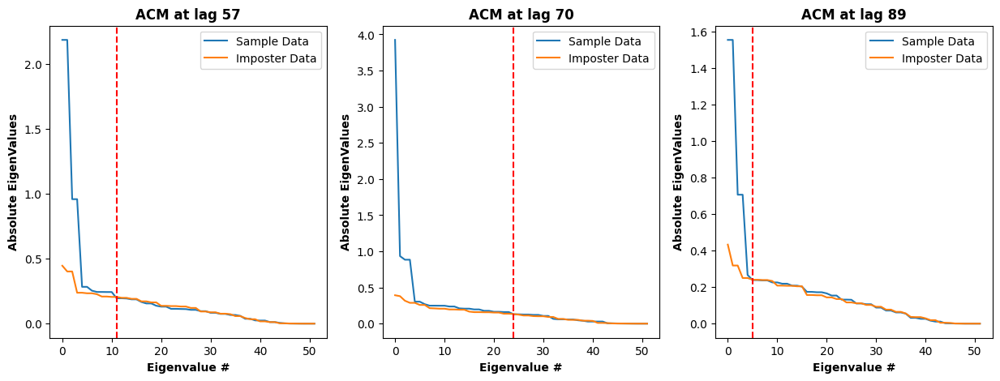 ACM at lag 57
Absolute EigenValues
2.0
1.5
1.0
0.5
0.0
Sample Data
Imposter Data
0 10 20 30 40 50
Eigenvalue #
ACM at lag 70
Absolute EigenValues
4.0
3.5
3.0
2.5
2.0
1.5
1.0
0.5
0.0
Sample Data
Imposter Data
0 10 20 30 40 50
Eigenvalue #
ACM at lag 89
Absolute EigenValues
1.6
1.4
1.2
1.0
0.8
0.6
0.4
0.2
0.0
Sample Data
Imposter Data
0 10 20 30 40 50
Eigenvalue #